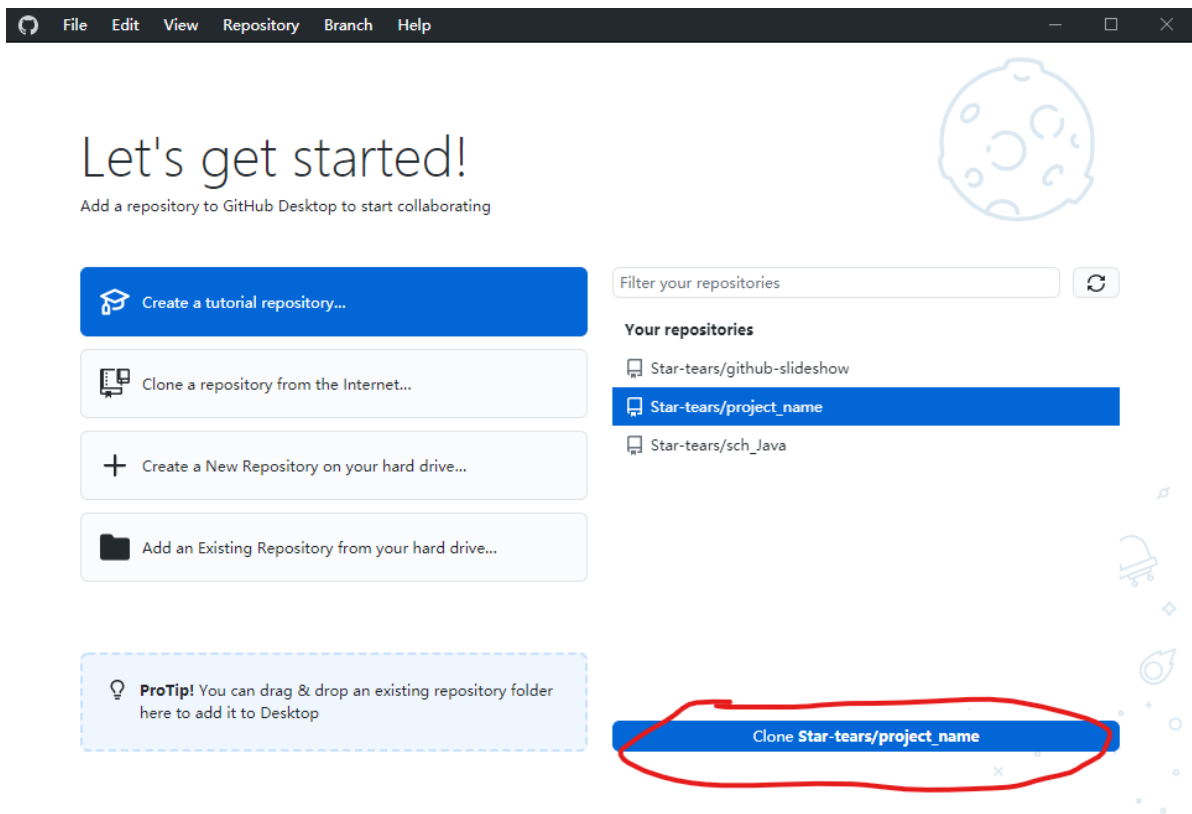 File Edit View Repository Branch Help
Let's get started!
Add a repository to GitHub Desktop to start collaborating
Create a tutorial repository...
Clone a repository from the Internet...
Create a New Repository on your hard drive...
Add an Existing Repository from your hard drive...
ProTip! You can drag & drop an existing repository folder
here to add it to Desktop
Filter your repositories
Your repositories
Star-tears/github-slideshow
Star-tears/project_name
Star-tears/sch_Java
Clone Star-tears/project_name